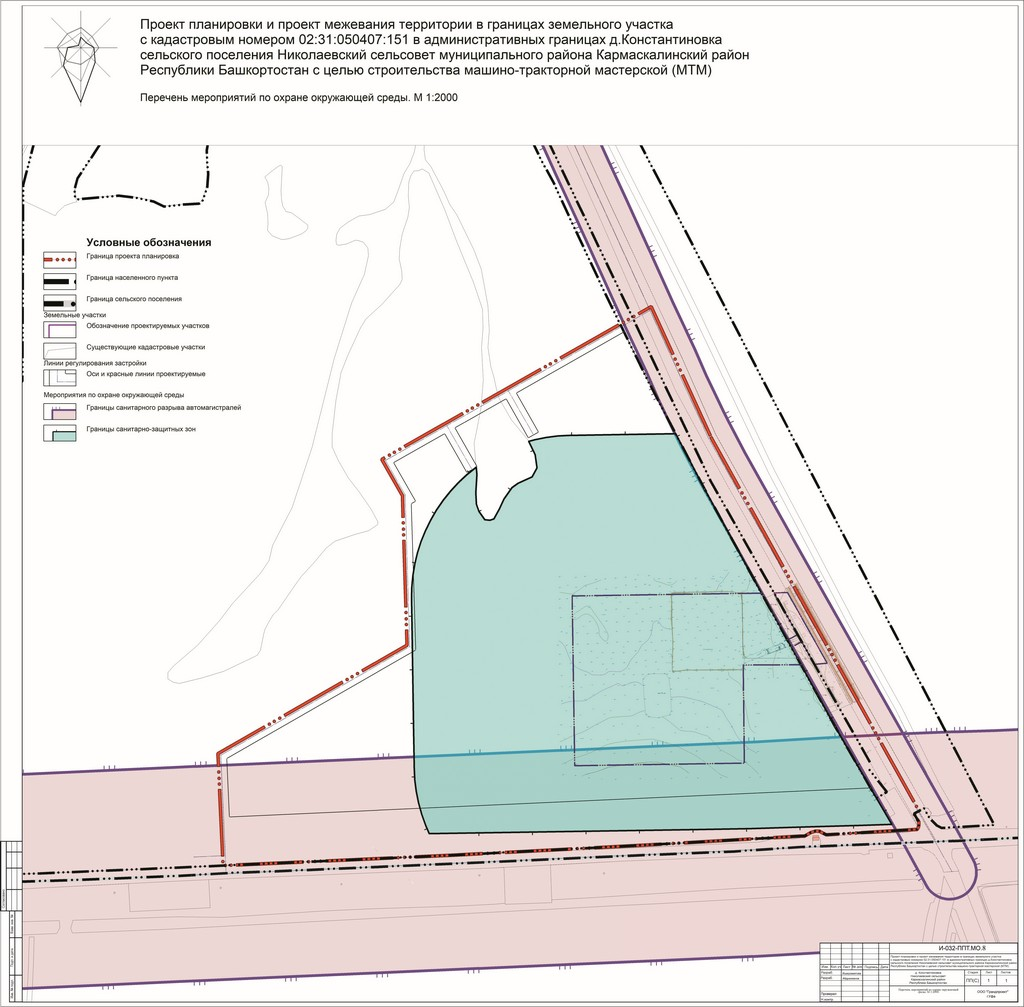 Проект планировки и проект межевания территории в границах земельного участка
с кадастровым номером 02:31:050407:151 в административных границах д.Константиновка
сельского поселения Николаевский сельсовет муниципального района Кармаскалинский район
Республики Башкортостан с целью строительства машино-тракторной мастерской (МТМ)
Перечень мероприятий по охране окружающей среды. М 1:2000
Условные обозначения
Граница проекта планировка
Граница населенного пункта
Граница сельского поселения
Земельные участки
Обозначение проектируемых участков
Существующие кадастровые участки
Линии регулирования застройки
Оси и красные линии проектируемые
Мероприятия по охране окружающей среды
Границы санитарного разрыва автомагистралей
Границы санитарно-защитных зон
И-032-ППТ.МО.Я